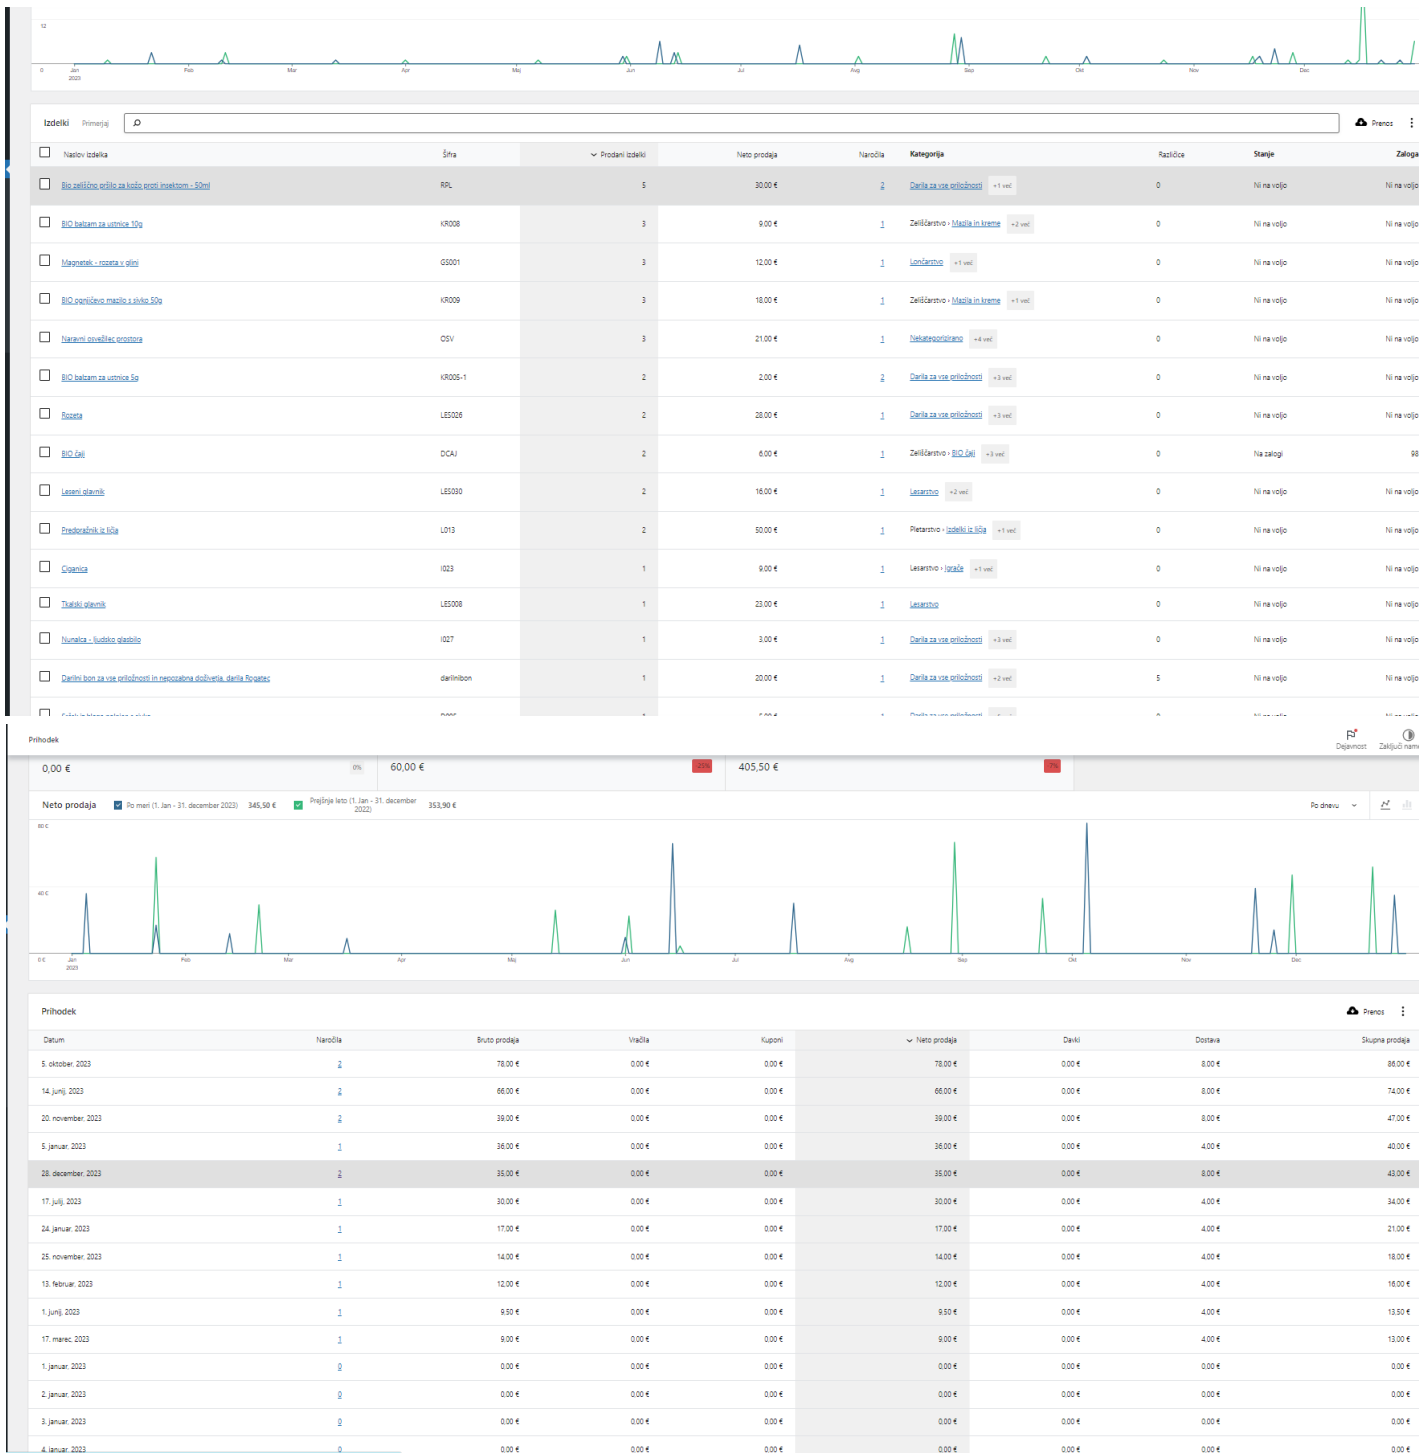 12
0 Jan Feb Mar Apr Maj Jun Jul Avg Sep Okt Nov Dec
2023
Izdelki Primerjaj Prenos
Naslov izdelka Šifra Prodani izdelki Neto prodaja Naročila Kategorija Različice Stanje Zaloga
Bio zeliščno pršilo za kožo proti insektom - 50ml RPL 5 30,00 € 2 Darila za vse priložnosti +1 več 0 Ni na voljo Ni na voljo
BIO balzam za ustnice 10g KR008 3 9,00 € 1 Zeliščarstvo › Mazila in kreme +2 več 0 Ni na voljo Ni na voljo
Magnetek - rozeta v glini GS001 3 12,00 € 1 Lončarstvo +1 več 0 Ni na voljo Ni na voljo
BIO ognjičevo mazilo s sivko 50g KR009 3 18,00 € 1 Zeliščarstvo › Mazila in kreme +1 več 0 Ni na voljo Ni na voljo
Naravni osvežilec prostora OSV 3 21,00 € 1 Nekategorizirano +4 več 0 Ni na voljo Ni na voljo
BIO balzam za ustnice 5g KR005-1 2 2,00 € 2 Darila za vse priložnosti +3 več 0 Ni na voljo Ni na voljo
Rozeta LES026 2 28,00 € 1 Darila za vse priložnosti +3 več 0 Ni na voljo Ni na voljo
BIO čaji DCAJ 2 6,00 € 1 Zeliščarstvo › BIO čaji +3 več 0 Na zalogi 98
Leseni glavnik LES030 2 16,00 € 1 Lesarstvo +2 več 0 Ni na voljo Ni na voljo
Predpražnik iz ličja L013 2 50,00 € 1 Pletarstvo › Izdelki iz ličja +1 več 0 Ni na voljo Ni na voljo
Ciganica I023 1 9,00 € 1 Lesarstvo › Igrače +1 več 0 Ni na voljo Ni na voljo
Tkalski glavnik LES008 1 23,00 € 1 Lesarstvo 0 Ni na voljo Ni na voljo
Nunalca - ljudsko glasbilo I027 1 3,00 € 1 Darila za vse priložnosti +3 več 0 Ni na voljo Ni na voljo
Darilni bon za vse priložnosti in nepozabna doživetja, darila Rogatec darilnibon 1 20,00 € 1 Darila za vse priložnosti +2 več 5 Ni na voljo Ni na voljo
Prihodek Dejavnost Zaključi name
0,00 € 0% 60,00 € 405,50 € -7%
Neto prodaja Po meri (1. Jan - 31. december 2023) 345,50 € Prejšnje leto (1. Jan - 31. december 2022) 353,90 € Po dnevu
80 €
40 €
0 € Jan Feb Mar Apr Maj Jun Jul Avg Sep Okt Nov Dec
2023
Prihodek Prenos
Datum Naročila Bruto prodaja Vračila Kuponi Neto prodaja Davki Dostava Skupna prodaja
5. oktober, 2023 2 78,00 € 0,00 € 0,00 € 78,00 € 0,00 € 8,00 € 86,00 €
14. junij, 2023 2 66,00 € 0,00 € 0,00 € 66,00 € 0,00 € 8,00 € 74,00 €
20. november, 2023 2 39,00 € 0,00 € 0,00 € 39,00 € 0,00 € 8,00 € 47,00 €
5. januar, 2023 1 36,00 € 0,00 € 0,00 € 36,00 € 0,00 € 4,00 € 40,00 €
28. december, 2023 2 35,00 € 0,00 € 0,00 € 35,00 € 0,00 € 8,00 € 43,00 €
17. julij, 2023 1 30,00 € 0,00 € 0,00 € 30,00 € 0,00 € 4,00 € 34,00 €
24. januar, 2023 1 17,00 € 0,00 € 0,00 € 17,00 € 0,00 € 4,00 € 21,00 €
25. november, 2023 1 14,00 € 0,00 € 0,00 € 14,00 € 0,00 € 4,00 € 18,00 €
13. februar, 2023 1 12,00 € 0,00 € 0,00 € 12,00 € 0,00 € 4,00 € 16,00 €
1. junij, 2023 1 9,50 € 0,00 € 0,00 € 9,50 € 0,00 € 4,00 € 13,50 €
17. marec, 2023 1 9,00 € 0,00 € 0,00 € 9,00 € 0,00 € 4,00 € 13,00 €
1. januar, 2023 0 0,00 € 0,00 € 0,00 € 0,00 € 0,00 € 0,00 € 0,00 €
2. januar, 2023 0 0,00 € 0,00 € 0,00 € 0,00 € 0,00 € 0,00 € 0,00 €
3. januar, 2023 0 0,00 € 0,00 € 0,00 € 0,00 € 0,00 € 0,00 € 0,00 €
4. januar, 2023 0 0,00 € 0,00 € 0,00 € 0,00 € 0,00 € 0,00 € 0,00 €